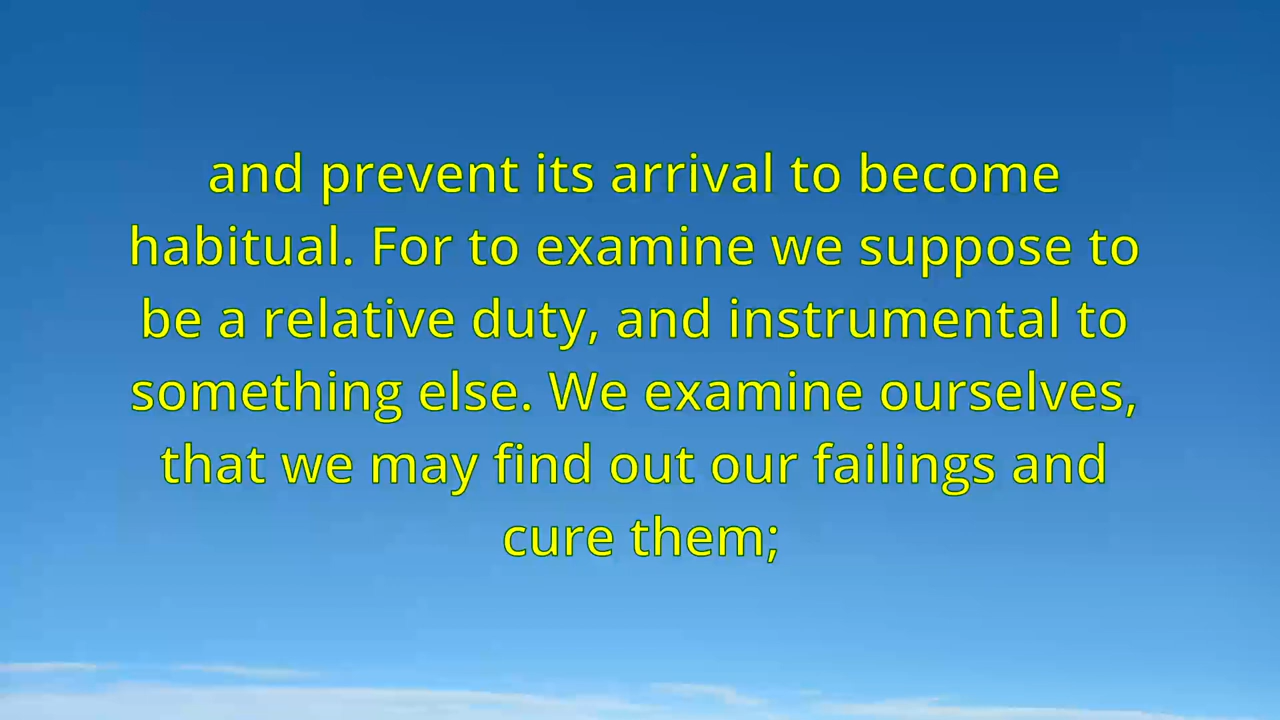 and prevent its arrival to become
habitual. For to examine we suppose to
be a relative duty, and instrumental to
something else. We examine ourselves,
that we may find out our failings and
cure them;